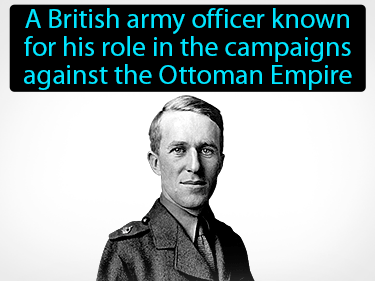 A British army officer known
for his role in the campaigns
against the Ottoman Empire